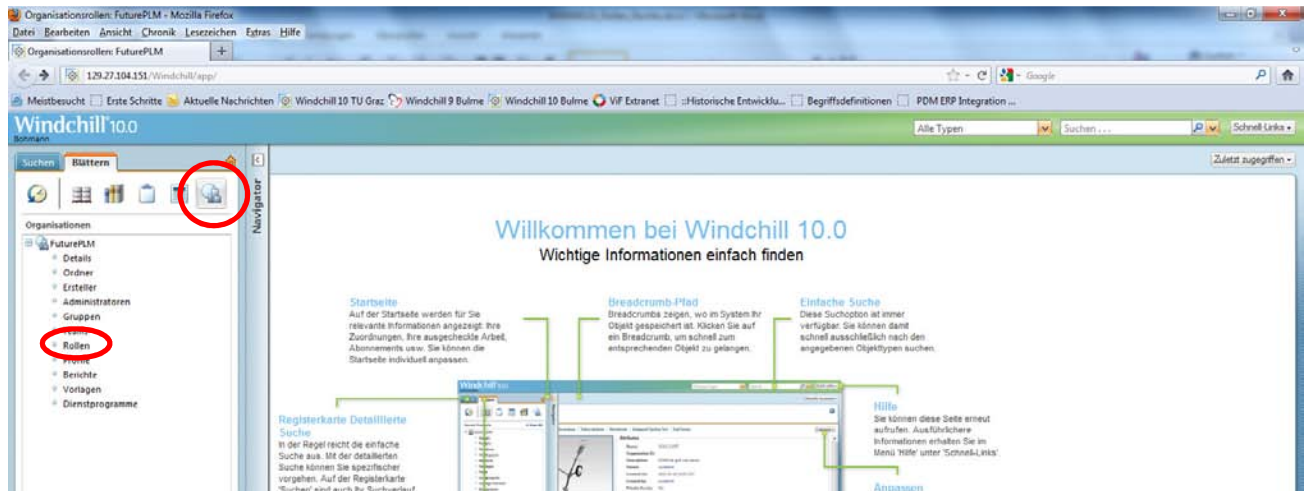 Organisationsrollen: FuturePLM - Mozilla Firefox
Datei Bearbeiten Ansicht Chronik Lesezeichen Extras Hilfe
Organisationsrollen: FuturePLM
129.27.104.151/Windchill/app/
Google
Meistbesucht Erste Schritte Aktuelle Nachrichten Windchill 10 TU Graz Windchill 9 Bulme Windchill 10 Bulme ViF Extranet ::Historische Entwicklu... Begriffsdefinitionen PDM ERP Integration ...
Windchill 10.0
Alle Typen
Suchen . . .
Schnell-Links
Suchen Blättern
Zuletzt zugegriffen
Navigator
Organisationen
FuturePLM
Details
Ordner
Ersteller
Administratoren
Gruppen
Teams
Rollen
Profile
Berichte
Vorlagen
Dienstprogramme
Willkommen bei Windchill 10.0
Wichtige Informationen einfach finden
Startseite
Auf der Startseite werden für Sie
relevante Informationen angezeigt: Ihre
Zuordnungen, Ihre ausgecheckte Arbeit,
Abonnements usw. Sie können die
Startseite individuell anpassen.
Breadcrumb-Pfad
Breadcrumbs zeigen, wo im System Ihr
Objekt gespeichert ist. Klicken Sie auf
ein Breadcrumb, um schnell zum
entsprechenden Objekt zu gelangen.
Einfache Suche
Diese Suchoption ist immer
verfügbar. Sie können damit
schnell ausschließlich nach den
angegebenen Objekttypen suchen.
Registerkarte Detaillierte
Suche
In der Regel reicht die einfache
Suche aus. Mit der detaillierten
Suche können Sie spezifischer
vorgehen. Auf der Registerkarte
'Suchen' sind auch Ihr Suchverlauf
Hilfe
Sie können diese Seite erneut
aufrufen. Ausführlichere
Informationen erhalten Sie im
Menü 'Hilfe' unter 'Schnell-Links'
Anpassen